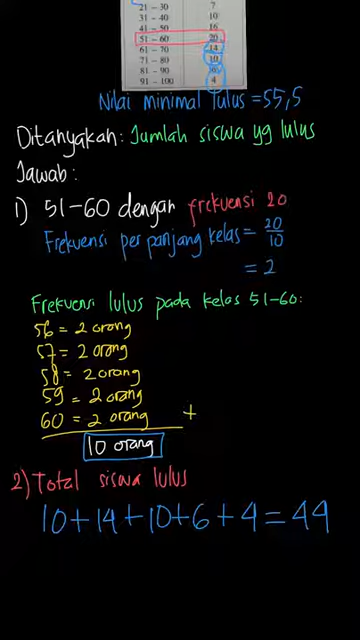 21 - 30 7
31 - 40 10
41 - 50 16
51 - 60 20
61 - 70 14
71 - 80 10
81 - 90 6
91 - 100 4
Nilai minimal lulus = 55,5
Ditanyakan: Jumlah siswa yg lulus
Jawab:
1) 51-60 dengan frekuensi 20
Frekuensi per panjang kelas = 20/10
= 2
Frekuensi lulus pada kelas 51-60:
56 = 2 orang
57 = 2 orang
58 = 2 orang
59 = 2 orang
60 = 2 orang +
10 orang
2) Total siswa lulus
10 + 14 + 10 + 6 + 4 = 44